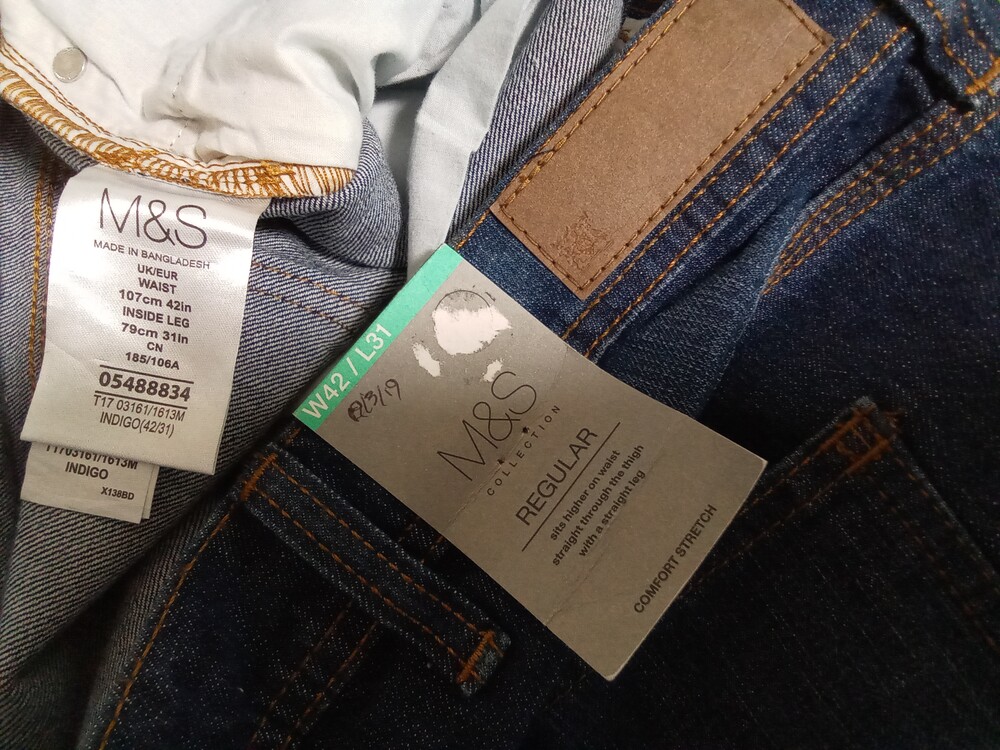 M&S
MADE IN BANGLADESH
UK/EUR
WAIST
107cm 42in
INSIDE LEG
79cm 31in
CN
185/106A
05488834
T17 03161/1613M
INDIGO(42/31)
T1703161/1613M
INDIGO
X138BD
W42 / L31
M&S
COLLECTION
REGULAR
sits higher on waist
straight through the thigh
with a straight leg
COMFORT STRETCH